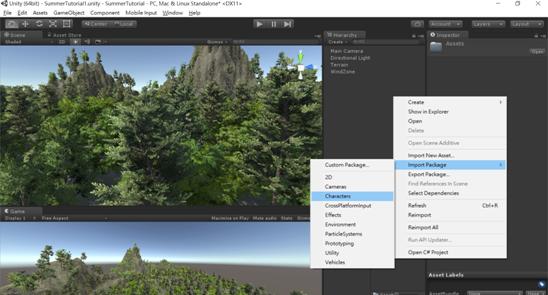 Unity (64bit) - SummerTutorial1.unity - SummerTutorial - PC, Mac & Linux Standalone* <DX11>
File Edit Assets GameObject Component Mobile Input Window Help
Center Local Account Layers Layout
Scene Asset Store
Shaded 2D Gizmos
Hierarchy
Create
Main Camera
Directional Light
Terrain
WindZone
Inspector
Assets
Open
Create
Show in Explorer
Open
Delete
Open Scene Additive
Import New Asset...
Import Package
Export Package...
Find References In Scene
Select Dependencies
Refresh Ctrl+R
Reimport
Reimport All
Run API Updater...
Open C# Project
Custom Package...
2D
Cameras
Characters
CrossPlatformInput
Effects
Environment
ParticleSystems
Prototyping
Utility
Vehicles
Game
Display 1 Free Aspect Maximize on Play Mute audio Stats Gizmos
Asset Labels
AssetBundle None None